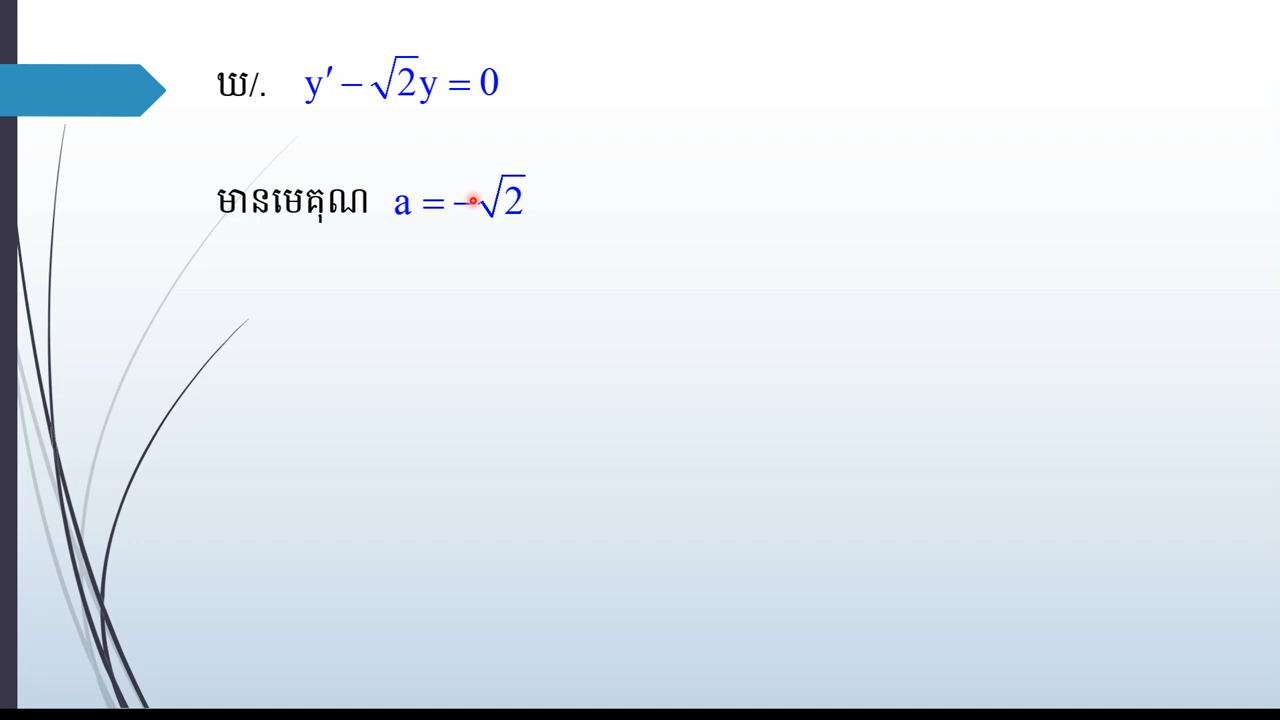 ឃ/. y′ − √2y = 0
មានមេគុណ a = −√2